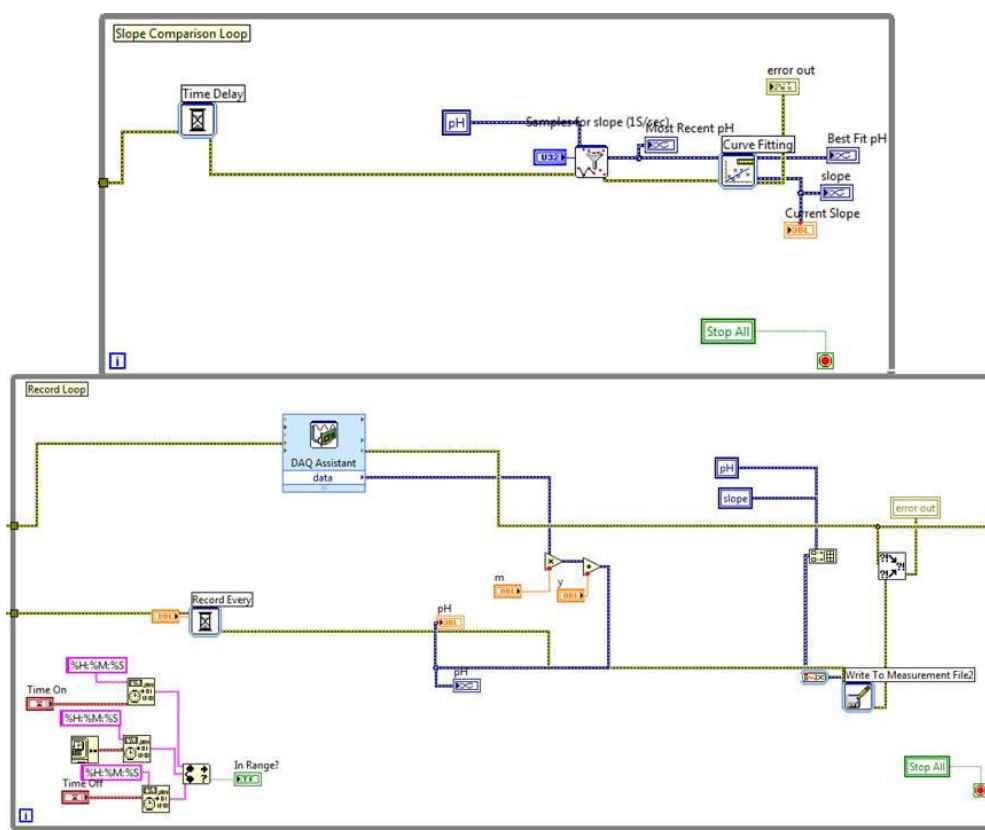 Slope Comparison Loop
Time Delay
error out
pH
Samples for slope (1S/sec)
Most Recent pH
U32
Curve Fitting
Best Fit pH
slope
Current Slope
DBL
Stop All
i
Record Loop
DAQ Assistant
data
pH
slope
error out
m
y
DBL
DBL
DBL
Record Every
pH
DBL
pH
Write To Measurement File2
%H:%M:%S
Time On
%H:%M:%S
%H:%M:%S
Time Off
In Range?
TF
Stop All
i